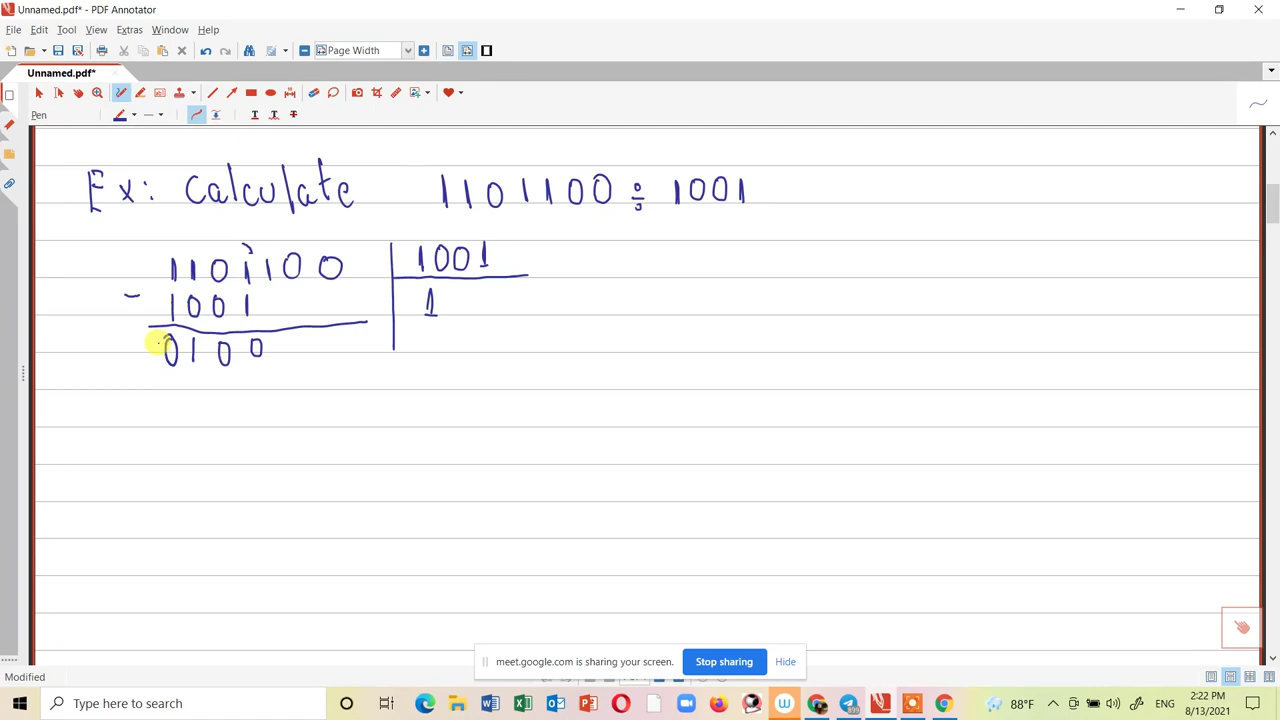 Unnamed.pdf* - PDF Annotator
File Edit Tool Extras Window Help
View
Page Width
Unnamed.pdf*
Pen
Ex: Calculate 1101100 ÷ 1001
1101100 1001
- 1001 1
0100
meet.google.com is sharing your screen. Stop sharing Hide
Modified
Type here to search
88°F ENG 2:22 PM 8/13/2021